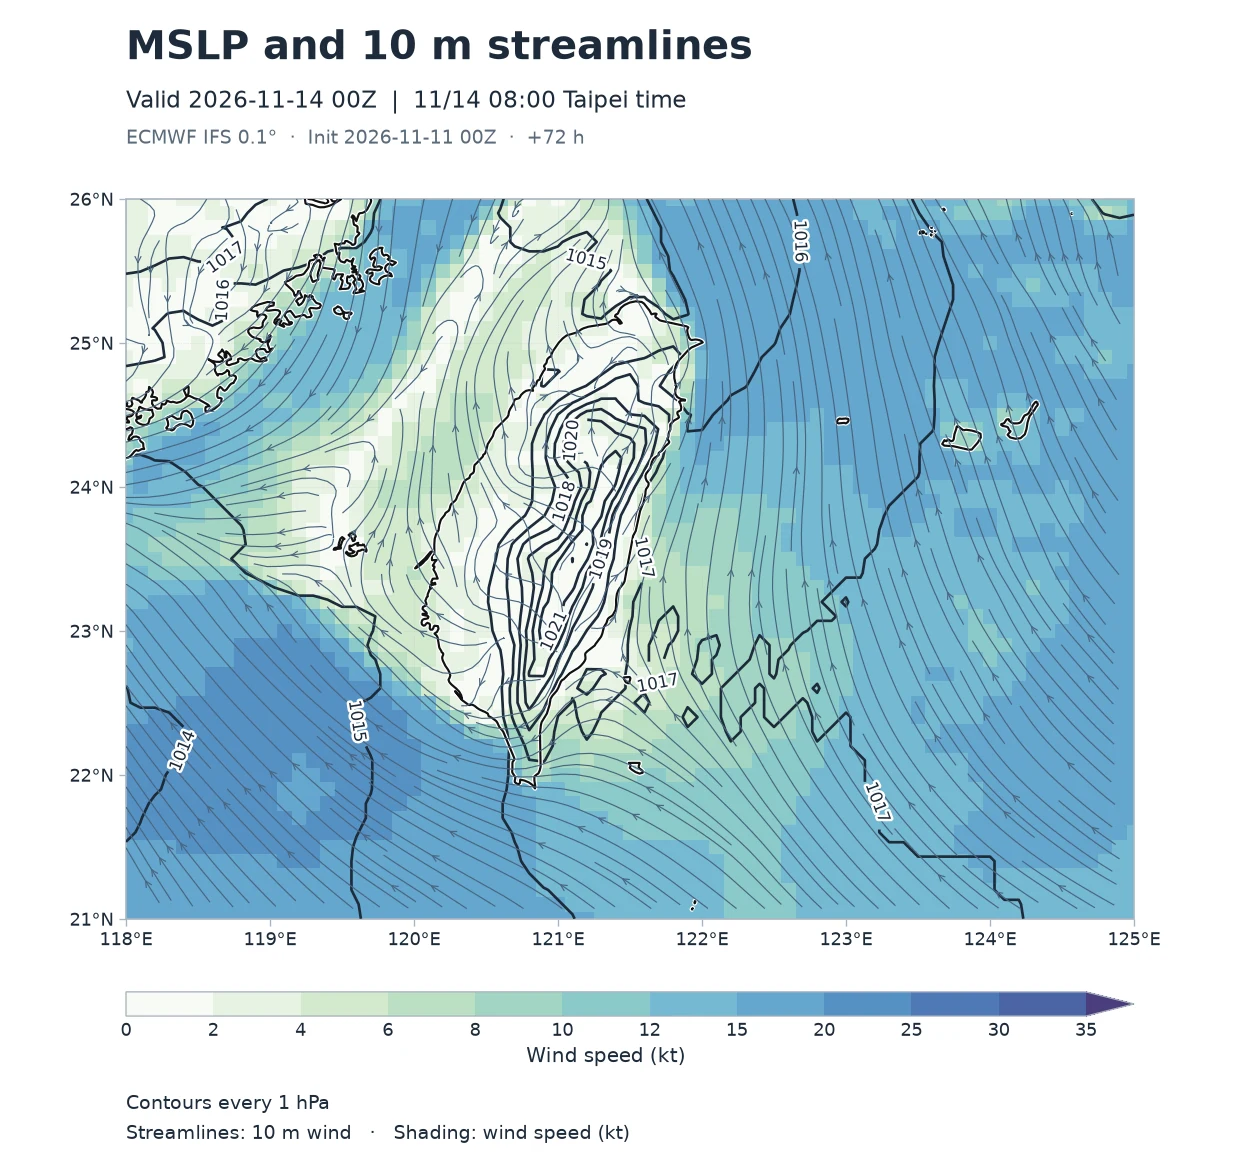 MSLP and 10 m streamlines
Valid 2026-11-14 00Z | 11/14 08:00 Taipei time
ECMWF IFS 0.1° · Init 2026-11-11 00Z · +72 h
26°N
25°N
24°N
23°N
22°N
21°N
1017
1016
1015
1016
1020
1018
1019
1017
1021
1017
1015
1014
1017
118°E 119°E 120°E 121°E 122°E 123°E 124°E 125°E
0 2 4 6 8 10 12 15 20 25 30 35
Wind speed (kt)
Contours every 1 hPa
Streamlines: 10 m wind · Shading: wind speed (kt)